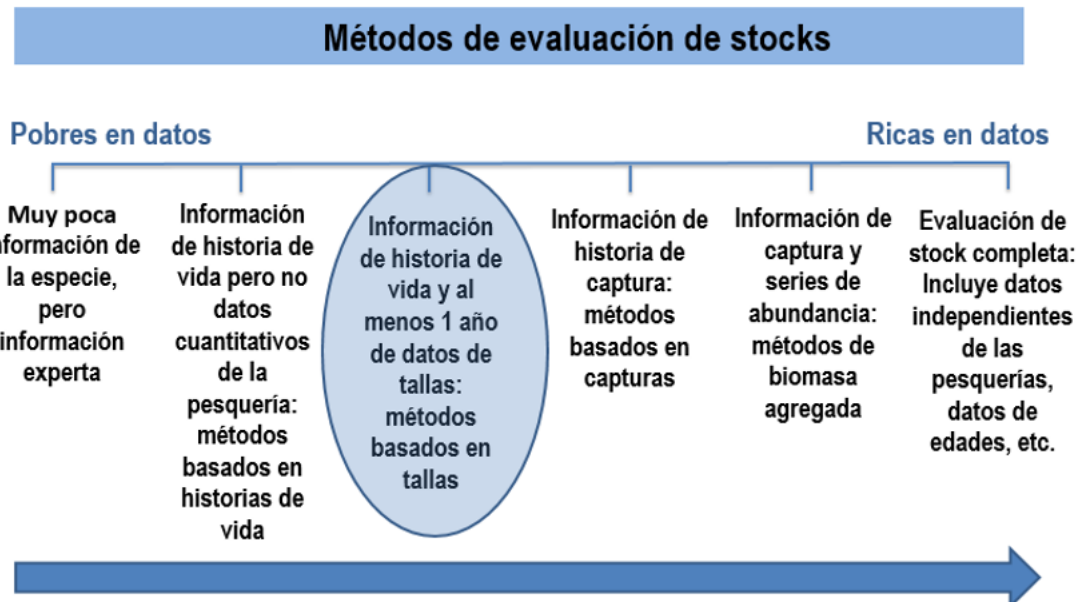 Métodos de evaluación de stocks
Pobres en datos
Ricas en datos
Muy poca
nformación de
la especie,
pero
información
experta
Información
de historia de
vida pero no
datos
cuantitativos
de la
pesquería:
métodos
basados en
historias de
vida
Información
de historia de
vida y al
menos 1 año
de datos de
tallas:
métodos
basados en
tallas
Información de
historia de
captura:
métodos
basados en
capturas
Información de
captura y
series de
abundancia:
métodos de
biomasa
agregada
Evaluación de
stock completa:
Incluye datos
independientes
de las
pesquerías,
datos de
edades, etc.